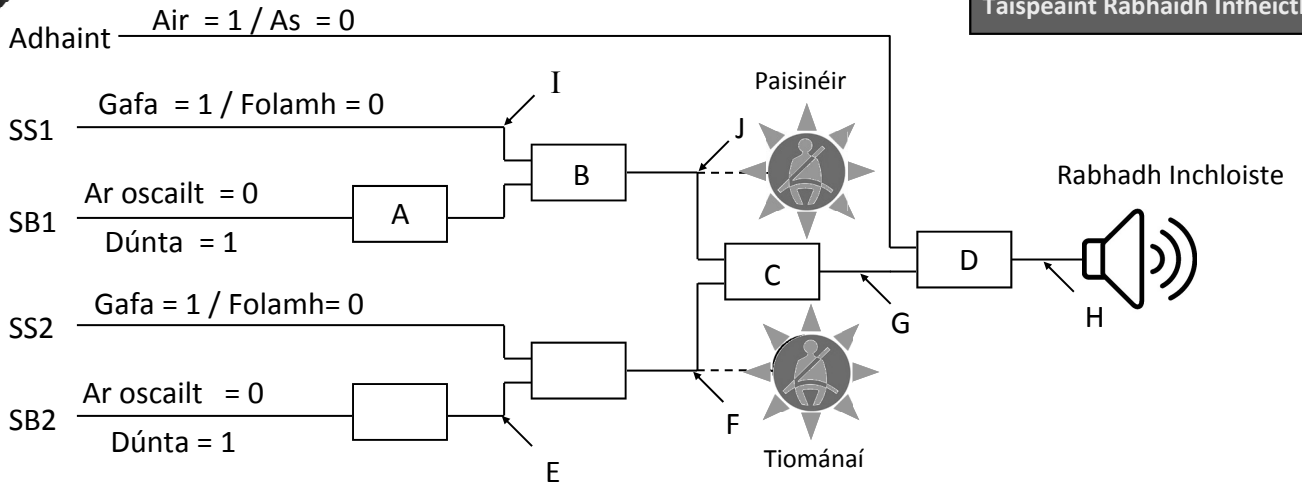 Taispeáint Rabhaidh
Adhaint
Air = 1 / As = 0
I
Paisinéir
SS1
Gafa = 1 / Folamh = 0
J
B
Rabhadh Inchloiste
SB1
Ar oscailt = 0
A
Dúnta = 1
C
D
SS2
Gafa = 1 / Folamh= 0
G
H
SB2
Ar oscailt = 0
F
Dúnta = 1
E
Tiománaí